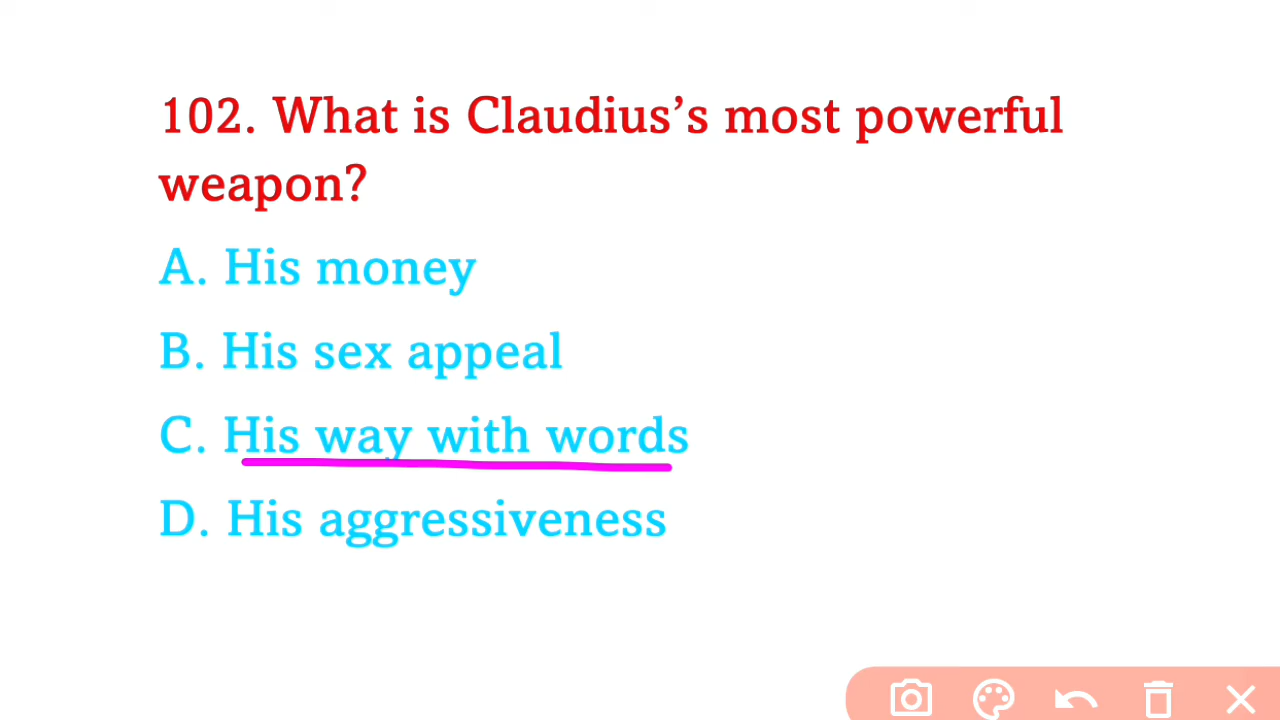 102. What is Claudius’s most powerful
weapon?
A. His money
B. His sex appeal
C. His way with words
D. His aggressiveness